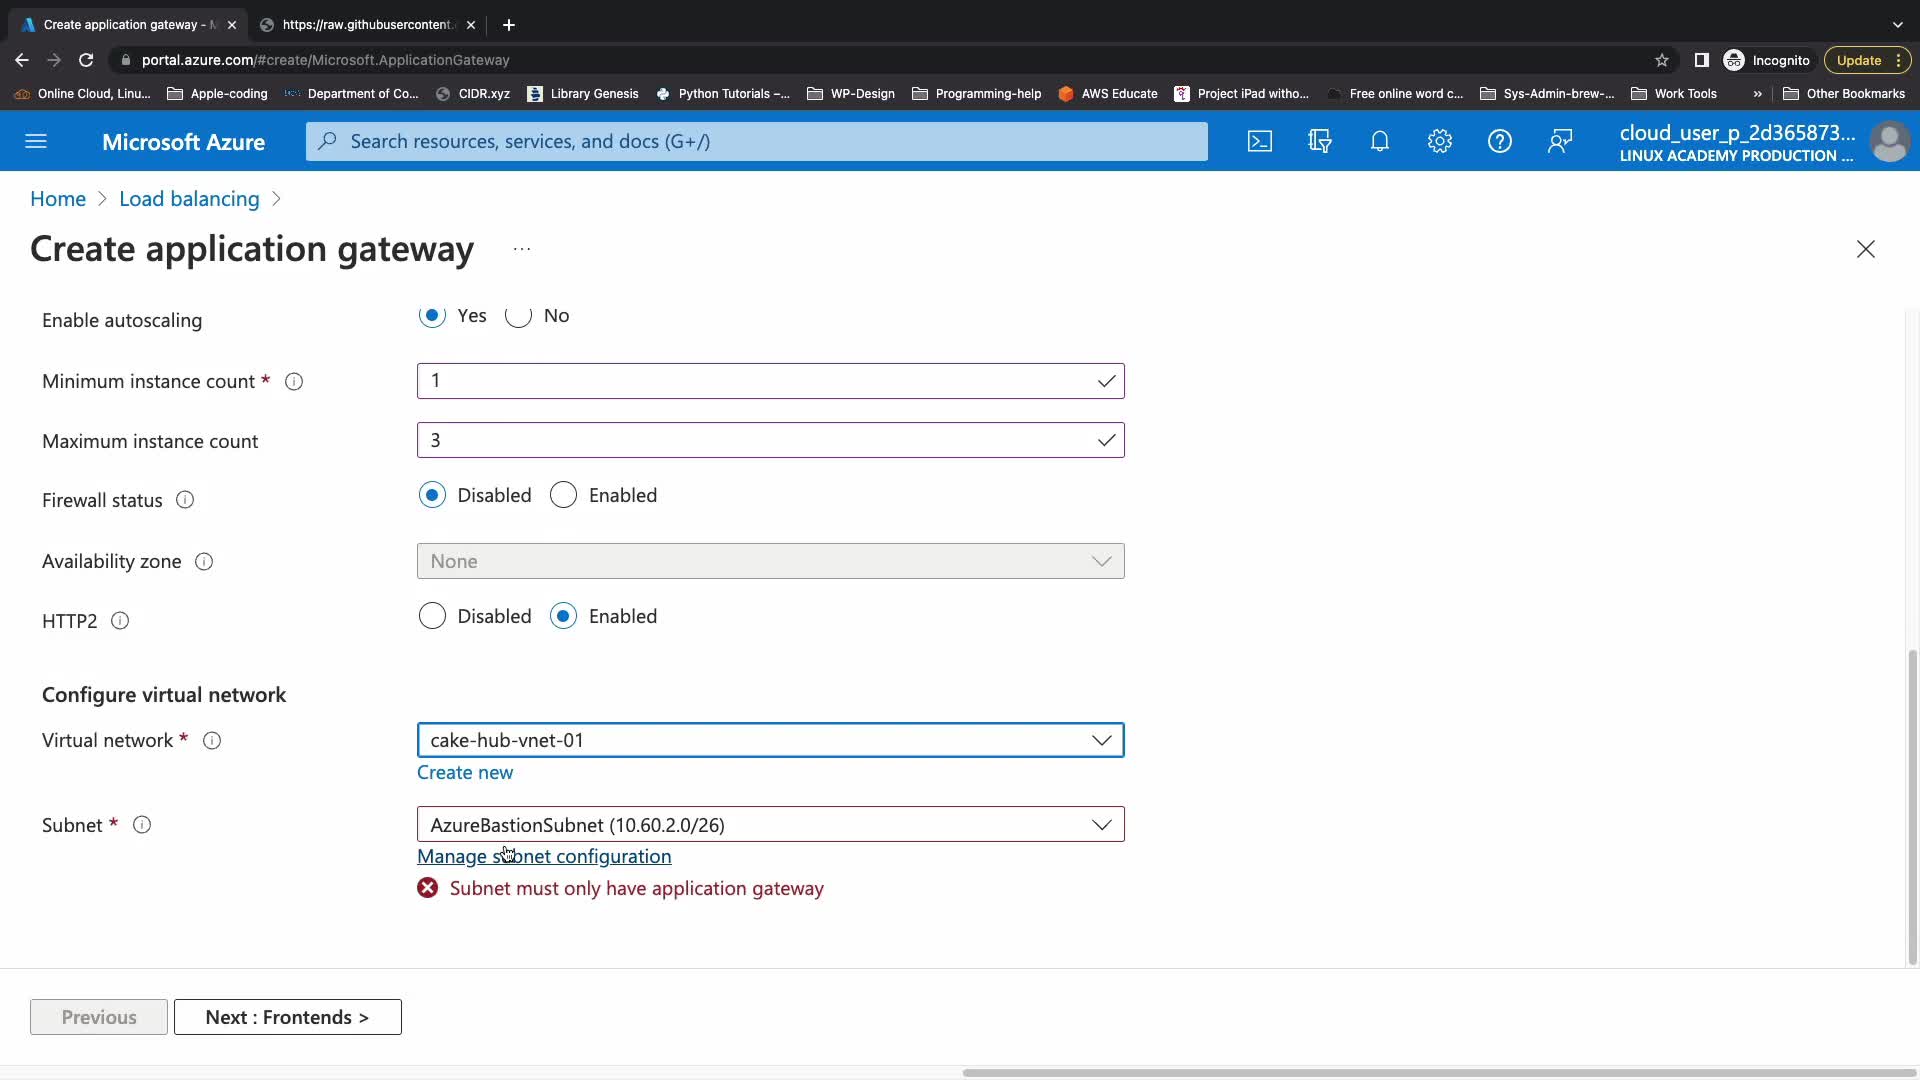 Create application gateway - M
https://raw.githubusercontent.
portal.azure.com/#create/Microsoft.ApplicationGateway
Incognito
Update
Online Cloud, Linu...
Apple-coding
Department of Co...
CIDR.xyz
Library Genesis
Python Tutorials –...
WP-Design
Programming-help
AWS Educate
Project iPad witho...
Free online word c...
Sys-Admin-brew-...
Work Tools
»
Other Bookmarks
Microsoft Azure
Search resources, services, and docs (G+/)
cloud_user_p_2d365873...
LINUX ACADEMY PRODUCTION ...
Home > Load balancing >
Create application gateway ...
Enable autoscaling
Yes No
Minimum instance count *
1
Maximum instance count
3
Firewall status
Disabled Enabled
Availability zone
None
HTTP2
Disabled Enabled
Configure virtual network
Virtual network *
cake-hub-vnet-01
Create new
Subnet *
AzureBastionSubnet (10.60.2.0/26)
Manage subnet configuration
Subnet must only have application gateway
Previous
Next : Frontends >